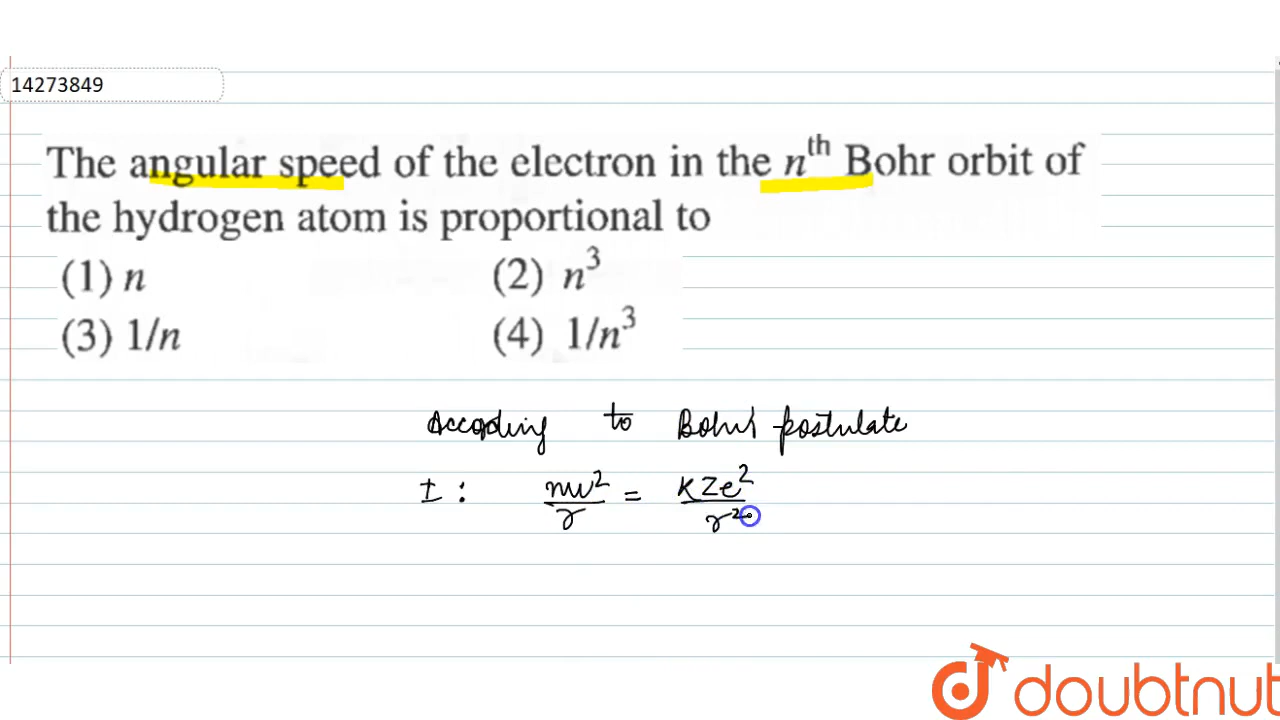 14273849
The angular speed of the electron in the nᵗʰ Bohr orbit of
the hydrogen atom is proportional to
(1) n (2) n³
(3) 1/n (4) 1/n³
According to Bohr's postulate
I : mv²/r = KZe²/r²
doubtnut